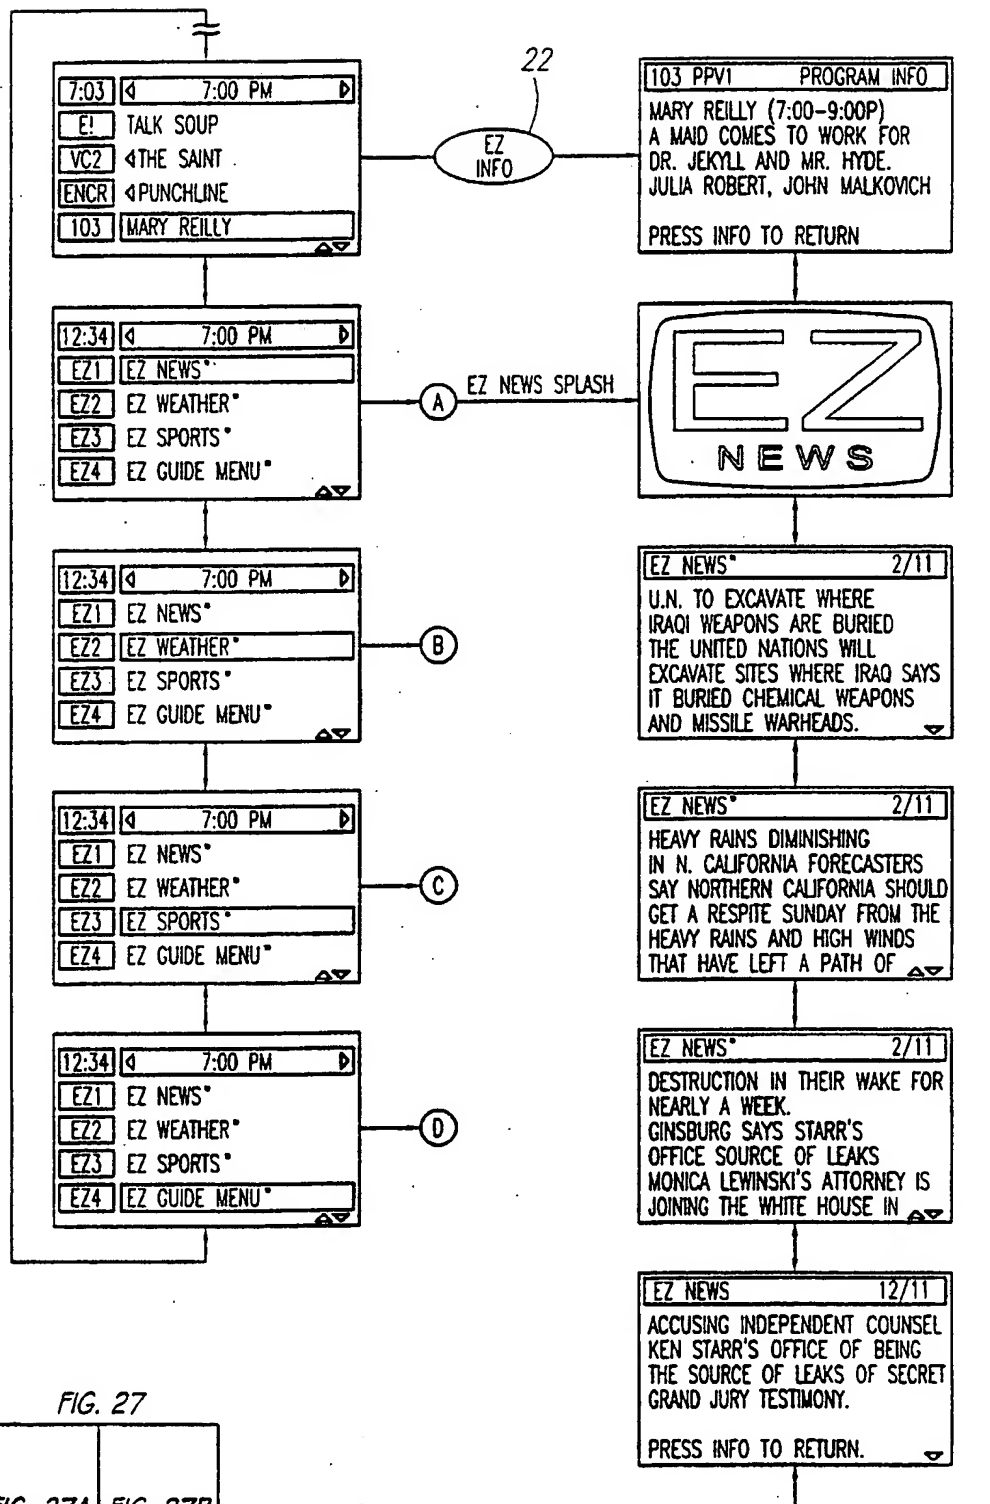 22
7:03 7:00 PM
E! TALK SOUP
VC2 THE SAINT
ENCR PUNCHLINE
103 MARY REILLY
EZ
INFO
103 PPV1 PROGRAM INFO
MARY REILLY (7:00-9:00P)
A MAID COMES TO WORK FOR
DR. JEKYLL AND MR. HYDE.
JULIA ROBERT, JOHN MALKOVICH
PRESS INFO TO RETURN
12:34 7:00 PM
EZ1 EZ NEWS"
EZ2 EZ WEATHER"
EZ3 EZ SPORTS"
EZ4 EZ GUIDE MENU"
A
EZ NEWS SPLASH
EZ
NEWS
12:34 7:00 PM
EZ1 EZ NEWS"
EZ2 EZ WEATHER"
EZ3 EZ SPORTS"
EZ4 EZ GUIDE MENU"
B
EZ NEWS" 2/11
U.N. TO EXCAVATE WHERE
IRAQI WEAPONS ARE BURIED
THE UNITED NATIONS WILL
EXCAVATE SITES WHERE IRAQ SAYS
IT BURIED CHEMICAL WEAPONS
AND MISSILE WARHEADS.
12:34 7:00 PM
EZ1 EZ NEWS"
EZ2 EZ WEATHER"
EZ3 EZ SPORTS"
EZ4 EZ GUIDE MENU"
C
EZ NEWS" 2/11
HEAVY RAINS DIMINISHING
IN N. CALIFORNIA FORECASTERS
SAY NORTHERN CALIFORNIA SHOULD
GET A RESPITE SUNDAY FROM THE
HEAVY RAINS AND HIGH WINDS
THAT HAVE LEFT A PATH OF
12:34 7:00 PM
EZ1 EZ NEWS"
EZ2 EZ WEATHER"
EZ3 EZ SPORTS"
EZ4 EZ GUIDE MENU"
D
EZ NEWS" 2/11
DESTRUCTION IN THEIR WAKE FOR
NEARLY A WEEK.
GINSBURG SAYS STARR'S
OFFICE SOURCE OF LEAKS
MONICA LEWINSKI'S ATTORNEY IS
JOINING THE WHITE HOUSE IN
EZ NEWS 12/11
ACCUSING INDEPENDENT COUNSEL
KEN STARR'S OFFICE OF BEING
THE SOURCE OF LEAKS OF SECRET
GRAND JURY TESTIMONY.
PRESS INFO TO RETURN.
FIG. 27
FIG. 27A FIG. 27B